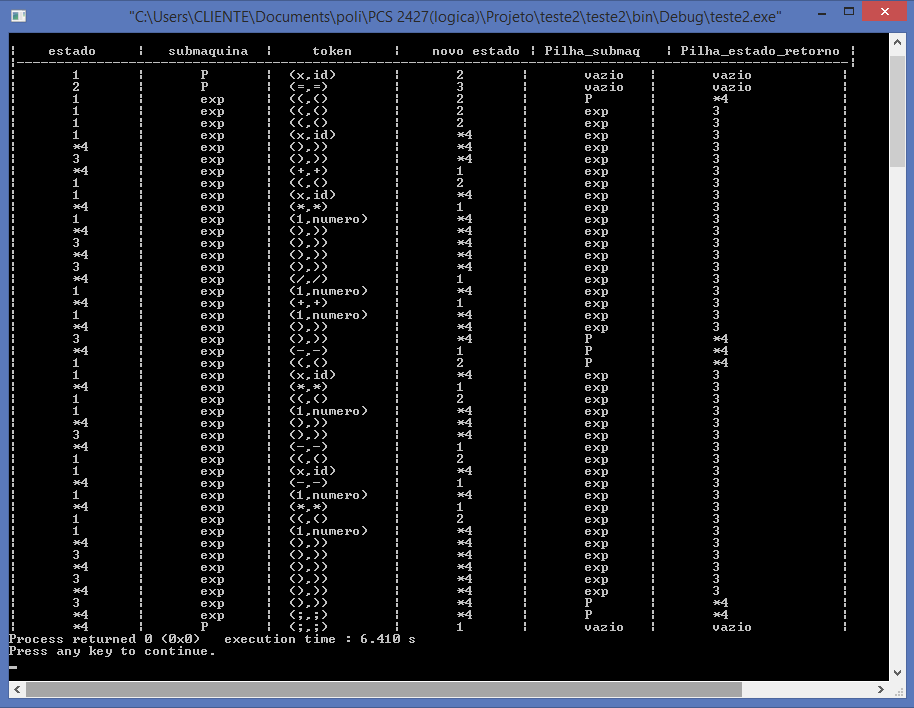 "C:\Users\CLIENTE\Documents\poli\PCS 2427(logica)\Projeto\teste2\teste2\bin\Debug\teste2.exe"
¦    estado     ¦   submaquina  ¦     token     ¦    novo estado ¦ Pilha_submaq   ¦ Pilha_estado_retorno ¦
¦-------------------------------------------------------------------------------------------------------¦
¦ 1 ¦ P ¦ (x,id) ¦ 2 ¦ vazio ¦ vazio ¦
¦ 2 ¦ P ¦ (=,=) ¦ 3 ¦ vazio ¦ vazio ¦
¦ 1 ¦ exp ¦ ((,() ¦ 2 ¦ P ¦ *4 ¦
¦ 1 ¦ exp ¦ ((,() ¦ 2 ¦ exp ¦ 3 ¦
¦ 1 ¦ exp ¦ ((,() ¦ 2 ¦ exp ¦ 3 ¦
¦ 1 ¦ exp ¦ (x,id) ¦ *4 ¦ exp ¦ 3 ¦
¦ *4 ¦ exp ¦ (),)) ¦ *4 ¦ exp ¦ 3 ¦
¦ 3 ¦ exp ¦ (),)) ¦ *4 ¦ exp ¦ 3 ¦
¦ *4 ¦ exp ¦ (+,+) ¦ 1 ¦ exp ¦ 3 ¦
¦ 1 ¦ exp ¦ ((,() ¦ 2 ¦ exp ¦ 3 ¦
¦ 1 ¦ exp ¦ (x,id) ¦ *4 ¦ exp ¦ 3 ¦
¦ *4 ¦ exp ¦ (*,*) ¦ 1 ¦ exp ¦ 3 ¦
¦ 1 ¦ exp ¦ (1,numero) ¦ *4 ¦ exp ¦ 3 ¦
¦ *4 ¦ exp ¦ (),)) ¦ *4 ¦ exp ¦ 3 ¦
¦ 3 ¦ exp ¦ (),)) ¦ *4 ¦ exp ¦ 3 ¦
¦ *4 ¦ exp ¦ (),)) ¦ *4 ¦ exp ¦ 3 ¦
¦ 3 ¦ exp ¦ (),)) ¦ *4 ¦ exp ¦ 3 ¦
¦ *4 ¦ exp ¦ (/,/) ¦ 1 ¦ exp ¦ 3 ¦
¦ 1 ¦ exp ¦ (1,numero) ¦ *4 ¦ exp ¦ 3 ¦
¦ *4 ¦ exp ¦ (+,+) ¦ 1 ¦ exp ¦ 3 ¦
¦ 1 ¦ exp ¦ (1,numero) ¦ *4 ¦ exp ¦ 3 ¦
¦ *4 ¦ exp ¦ (),)) ¦ *4 ¦ exp ¦ 3 ¦
¦ 3 ¦ exp ¦ (),)) ¦ *4 ¦ P ¦ *4 ¦
¦ *4 ¦ exp ¦ (-,-) ¦ 1 ¦ P ¦ *4 ¦
¦ 1 ¦ exp ¦ ((,() ¦ 2 ¦ P ¦ *4 ¦
¦ 1 ¦ exp ¦ (x,id) ¦ *4 ¦ exp ¦ 3 ¦
¦ *4 ¦ exp ¦ (*,*) ¦ 1 ¦ exp ¦ 3 ¦
¦ 1 ¦ exp ¦ ((,() ¦ 2 ¦ exp ¦ 3 ¦
¦ 1 ¦ exp ¦ (1,numero) ¦ *4 ¦ exp ¦ 3 ¦
¦ *4 ¦ exp ¦ (),)) ¦ *4 ¦ exp ¦ 3 ¦
¦ 3 ¦ exp ¦ (),)) ¦ *4 ¦ exp ¦ 3 ¦
¦ *4 ¦ exp ¦ (-,-) ¦ 1 ¦ exp ¦ 3 ¦
¦ 1 ¦ exp ¦ ((,() ¦ 2 ¦ exp ¦ 3 ¦
¦ 1 ¦ exp ¦ (x,id) ¦ *4 ¦ exp ¦ 3 ¦
¦ *4 ¦ exp ¦ (-,-) ¦ 1 ¦ exp ¦ 3 ¦
¦ 1 ¦ exp ¦ (1,numero) ¦ *4 ¦ exp ¦ 3 ¦
¦ *4 ¦ exp ¦ (*,*) ¦ 1 ¦ exp ¦ 3 ¦
¦ 1 ¦ exp ¦ ((,() ¦ 2 ¦ exp ¦ 3 ¦
¦ 1 ¦ exp ¦ (1,numero) ¦ *4 ¦ exp ¦ 3 ¦
¦ *4 ¦ exp ¦ (),)) ¦ *4 ¦ exp ¦ 3 ¦
¦ 3 ¦ exp ¦ (),)) ¦ *4 ¦ exp ¦ 3 ¦
¦ *4 ¦ exp ¦ (),)) ¦ *4 ¦ exp ¦ 3 ¦
¦ 3 ¦ exp ¦ (),)) ¦ *4 ¦ exp ¦ 3 ¦
¦ *4 ¦ exp ¦ (),)) ¦ *4 ¦ exp ¦ 3 ¦
¦ 3 ¦ exp ¦ (),)) ¦ *4 ¦ P ¦ *4 ¦
¦ *4 ¦ exp ¦ (;,;) ¦ *4 ¦ P ¦ *4 ¦
¦ *4 ¦ P ¦ (;,;) ¦ 1 ¦ vazio ¦ vazio ¦
Process returned 0 (0x0)   execution time : 6.410 s
Press any key to continue.